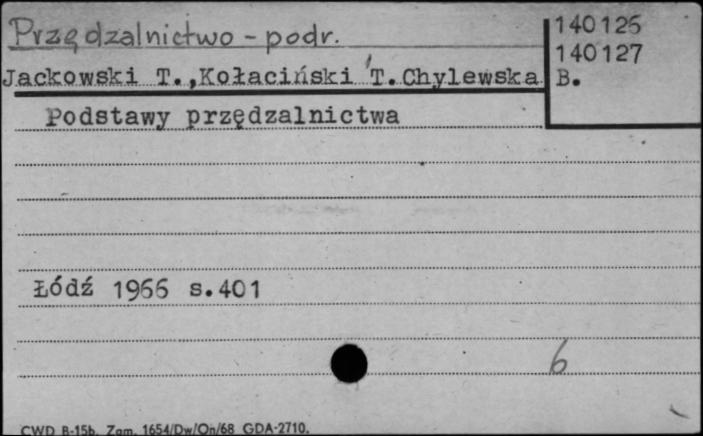 Przędzalnictwo - podr.
140125
140127
Jackowski T., Kołaciński T. Chylewska B.
Podstawy przędzalnictwa
Łódź 1966 s.401
6
CWD B-15b. Zam. 1654/Dw/On/68 GDA-2710.